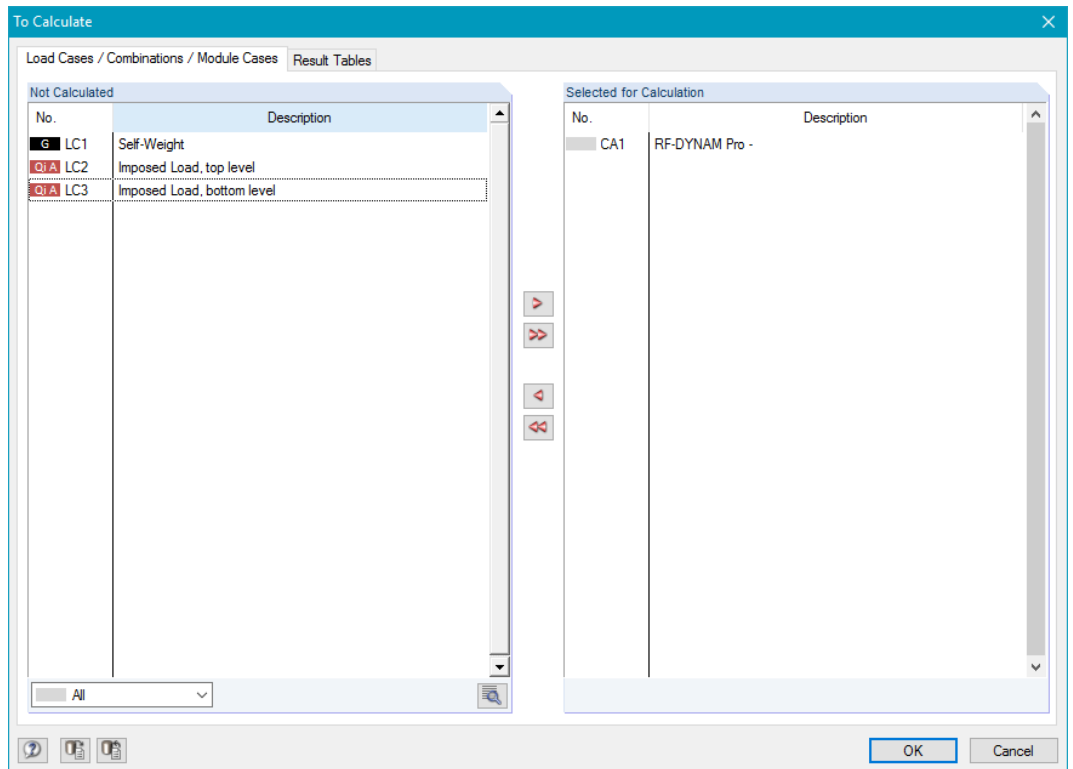 To Calculate
Load Cases / Combinations / Module Cases Result Tables
Not Calculated
No. Description
G LC1 Self-Weight
Qi A LC2 Imposed Load, top level
Qi A LC3 Imposed Load, bottom level
All
Selected for Calculation
No. Description
CA1 RF-DYNAM Pro -
OK Cancel